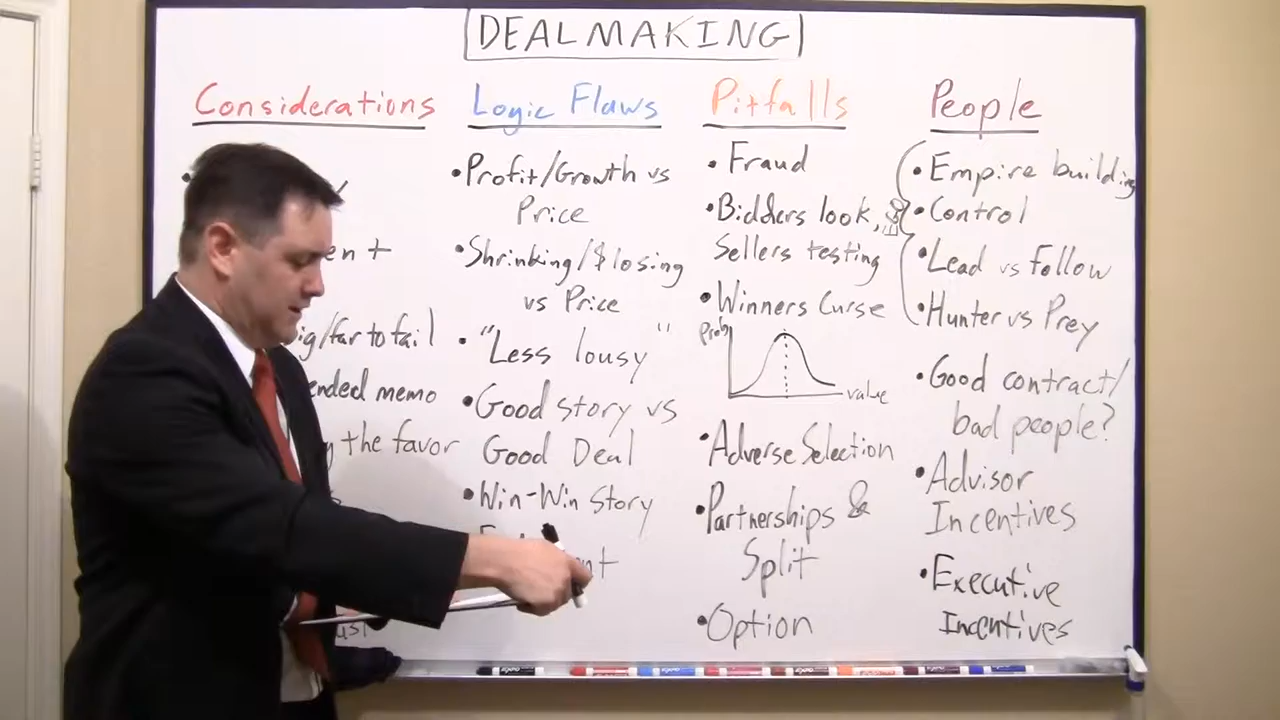 DEALMAKING
Considerations
ig/far to fail
ended memo
the favor
Logic Flaws
• Profit/Growth vs
Price
• Shrinking/$losing
vs Price
• "Less lousy"
• Good story vs
Good Deal
• Win-Win Story
Pitfalls
• Fraud
• Bidders look, &
Sellers testing
• Winners Curse
Prob
value
• Adverse Selection
• Partnerships &
Split
• Option
People
• Empire building
• Control
• Lead vs Follow
• Hunter vs Prey
• Good contract/
bad people?
• Advisor
Incentives
• Executive
Incentives